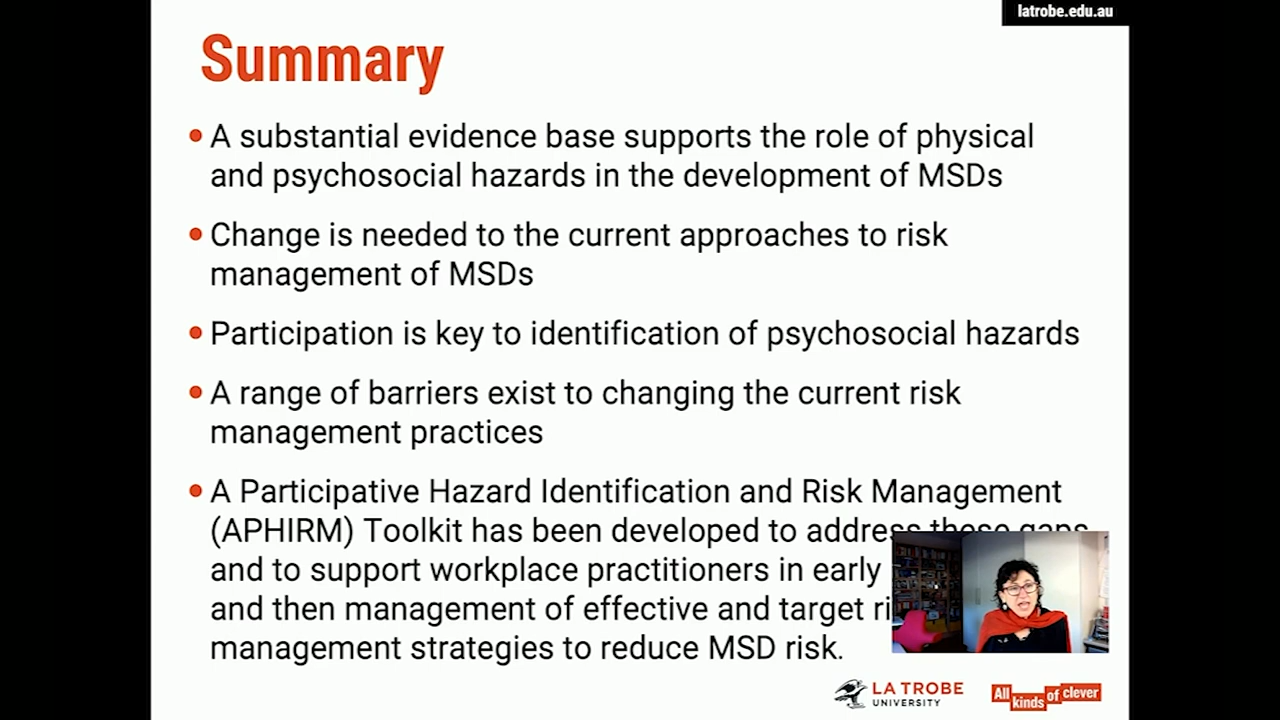 latrobe.edu.au
Summary
• A substantial evidence base supports the role of physical
and psychosocial hazards in the development of MSDs
• Change is needed to the current approaches to risk
management of MSDs
• Participation is key to identification of psychosocial hazards
• A range of barriers exist to changing the current risk
management practices
• A Participative Hazard Identification and Risk Management
(APHIRM) Toolkit has been developed to address these gaps
and to support workplace practitioners in early
and then management of effective and target
management strategies to reduce MSD risk.
LA TROBE
UNIVERSITY
All kinds of clever